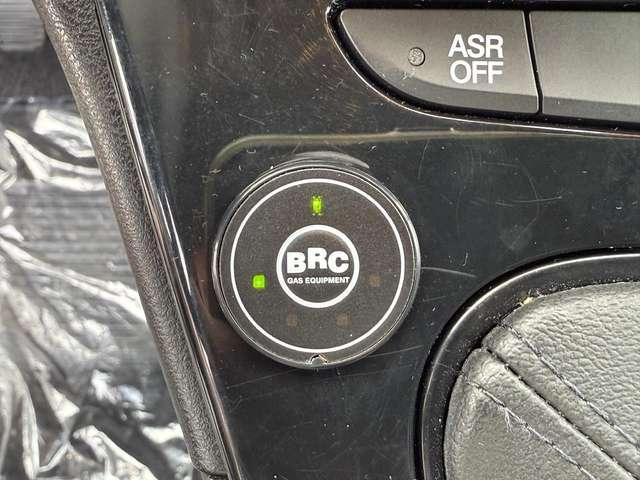 ASR
OFF
BRC
GAS EQUIPMENT